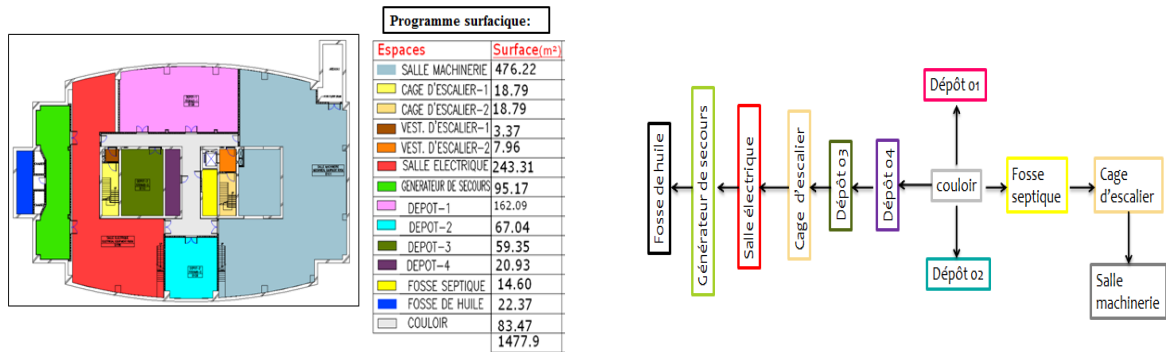 Programme surfacique:
Espaces Surface(m²)
SALLE MACHINERIE 476.22
CAGE D'ESCALIER-1 18.79
CAGE D'ESCALIER-2 18.79
VEST. D'ESCALIER-1 3.37
VEST. D'ESCALIER-2 7.96
SALLE ELECTRIQUE 243.31
GENERATEUR DE SECOURS 95.17
DEPOT-1 162.09
DEPOT-2 67.04
DEPOT-3 59.35
DEPOT-4 20.93
FOSSE SEPTIQUE 14.60
FOSSE DE HUILE 22.37
COULOIR 83.47
1477.9
Fosse de huile
Générateur de secours
Salle électrique
Cage d'escalier
Dépôt 03
Dépôt 04
Dépôt 01
couloir
Dépôt 02
Fosse
septique
Cage
d'escalier
Salle
machinerie